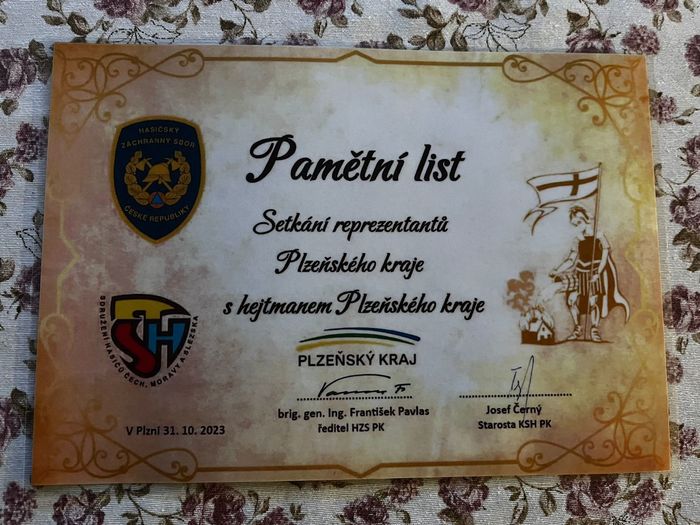 HASIČSKÝ
ZÁCHRANNÝ SBOR
ČESKÉ REPUBLIKY
Pamětní list
Setkání reprezentantů
Plzeňského kraje
s hejtmanem Plzeňského kraje
SH
SDRUŽENÍ HASIČŮ ČECH, MORAVY A SLEZSKA
PLZEŇSKÝ KRAJ
brig. gen. Ing. František Pavlas
ředitel HZS PK
Josef Černý
Starosta KSH PK
V Plzni 31. 10. 2023